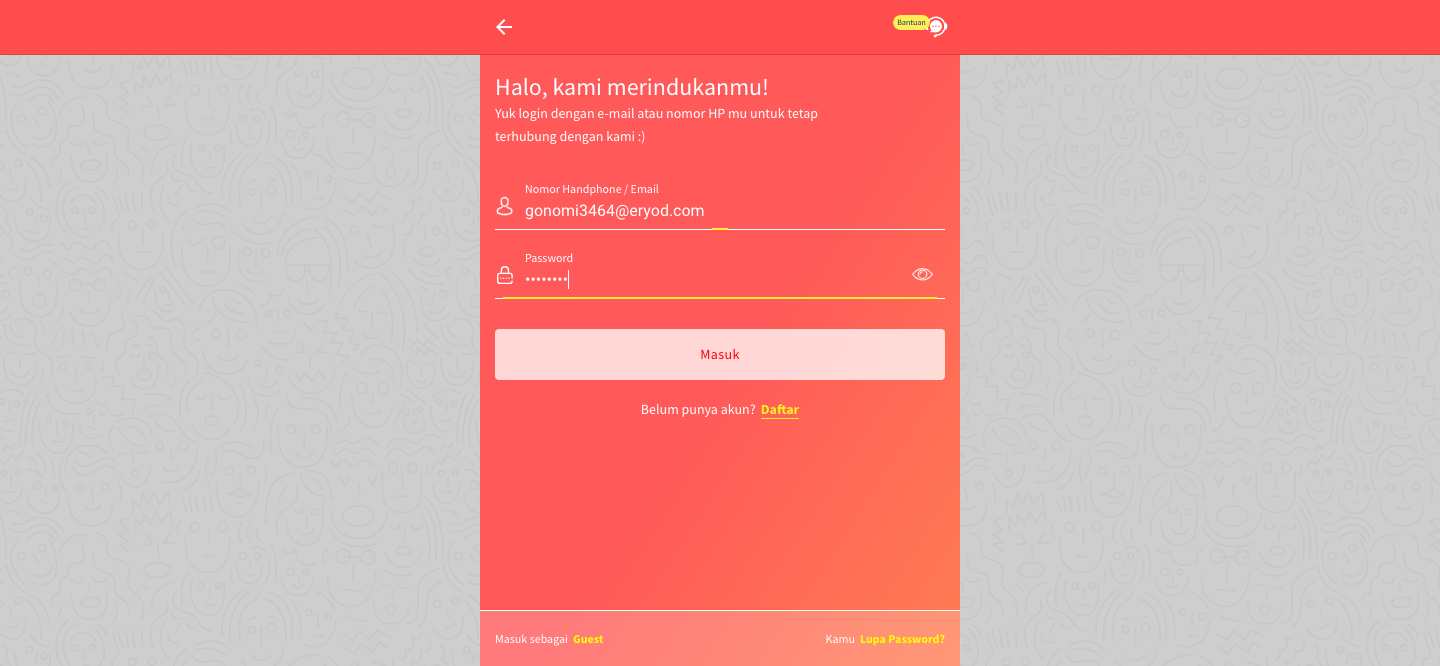 Bantuan
Halo, kami merindukanmu!
Yuk login dengan e-mail atau nomor HP mu untuk tetap
terhubung dengan kami :)
Nomor Handphone / Email
gonomi3464@eryod.com
Password
••••••••
Masuk
Belum punya akun? Daftar
Masuk sebagai Guest
Kamu Lupa Password?